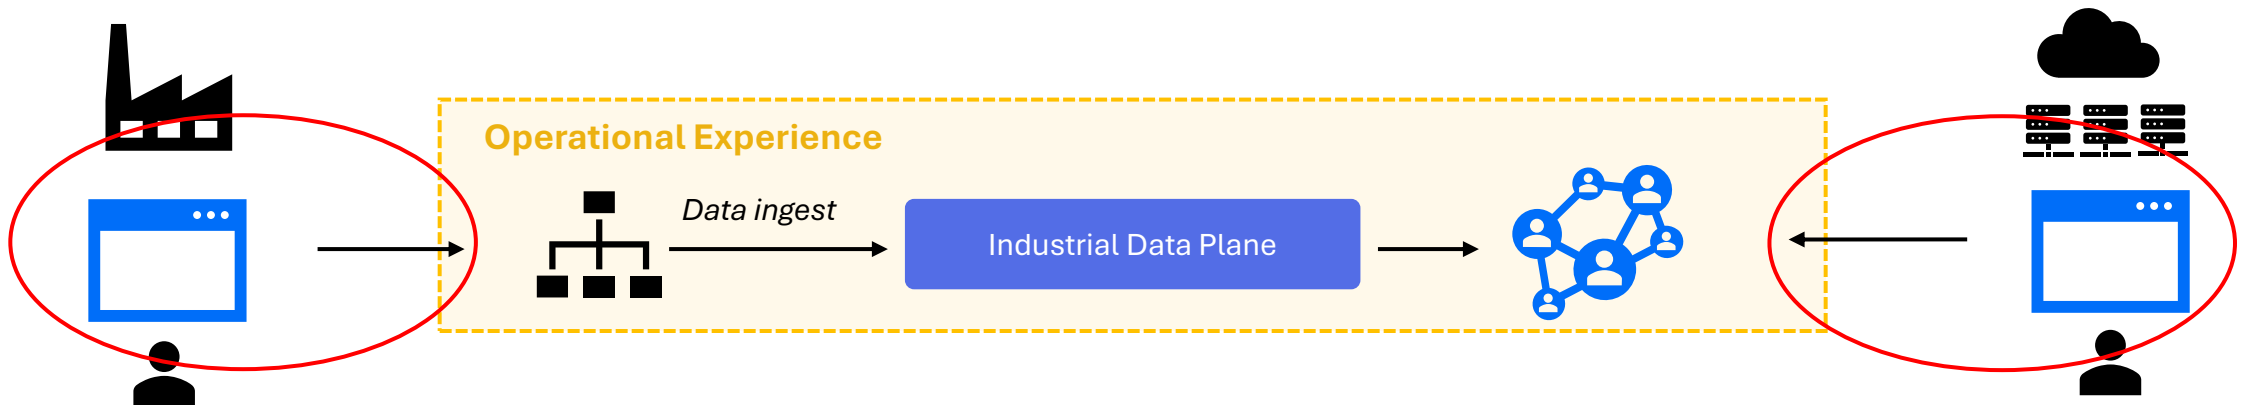 Operational Experience
Data ingest
Industrial Data Plane